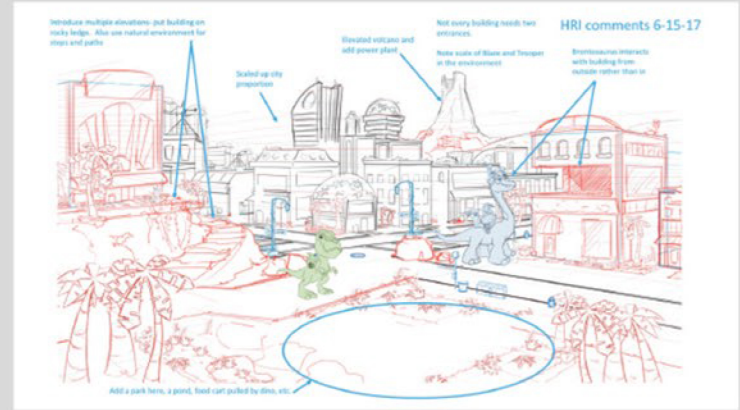 Introduce multiple elevations- put building on
rocky ledge.  Also use natural environment for
steps and paths
Scaled up city
proportion
Elevated volcano and
add power plant
Not every building needs two
entrances.
Note scale of Blaze and Trooper
in the environment
HRI comments 6-15-17
Brontosaurus interacts
with building from
outside rather than in
Add a park here, a pond, food cart pulled by dino, etc.